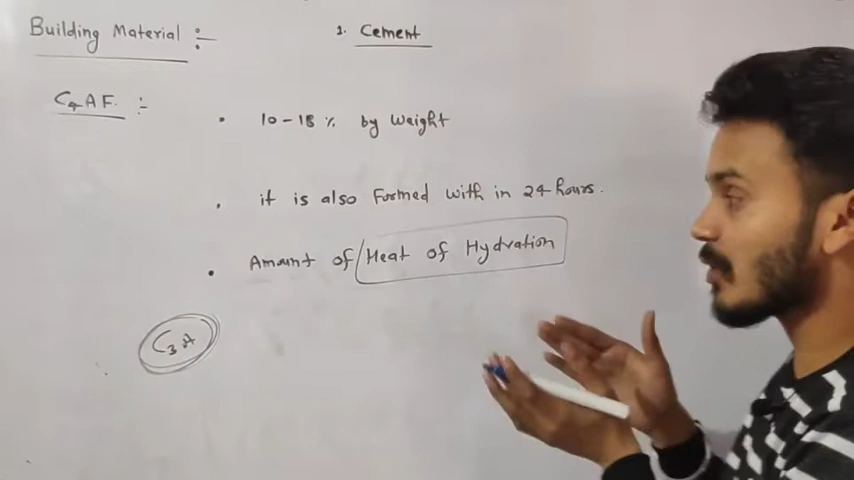 Building Material :-
1. Cement
C4AF. :-
• 10-18 % by Weight
• it is also Formed with in 24 hours.
• Amount of Heat of Hydration
C3A